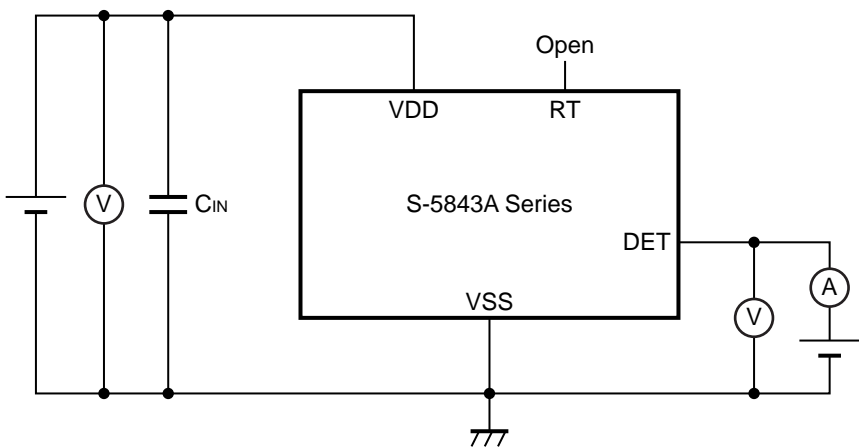 Open
VDD
RT
V
CIN
S-5843A Series
DET
A
VSS
V